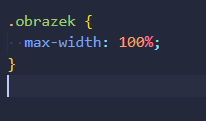 .obrazek {
  max-width: 100%;
}